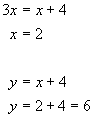 3x = x + 4
x = 2
y = x + 4
y = 2 + 4 = 6